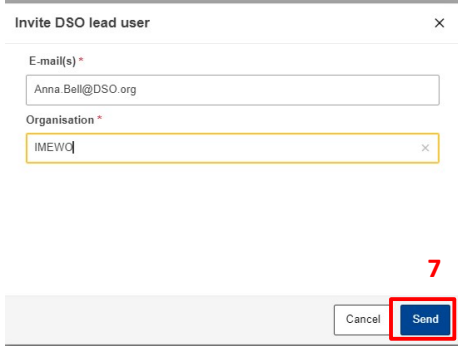 Invite DSO lead user ×
E-mail(s) *
Anna.Bell@DSO.org
Organisation *
IMEWO ×
7
Cancel Send